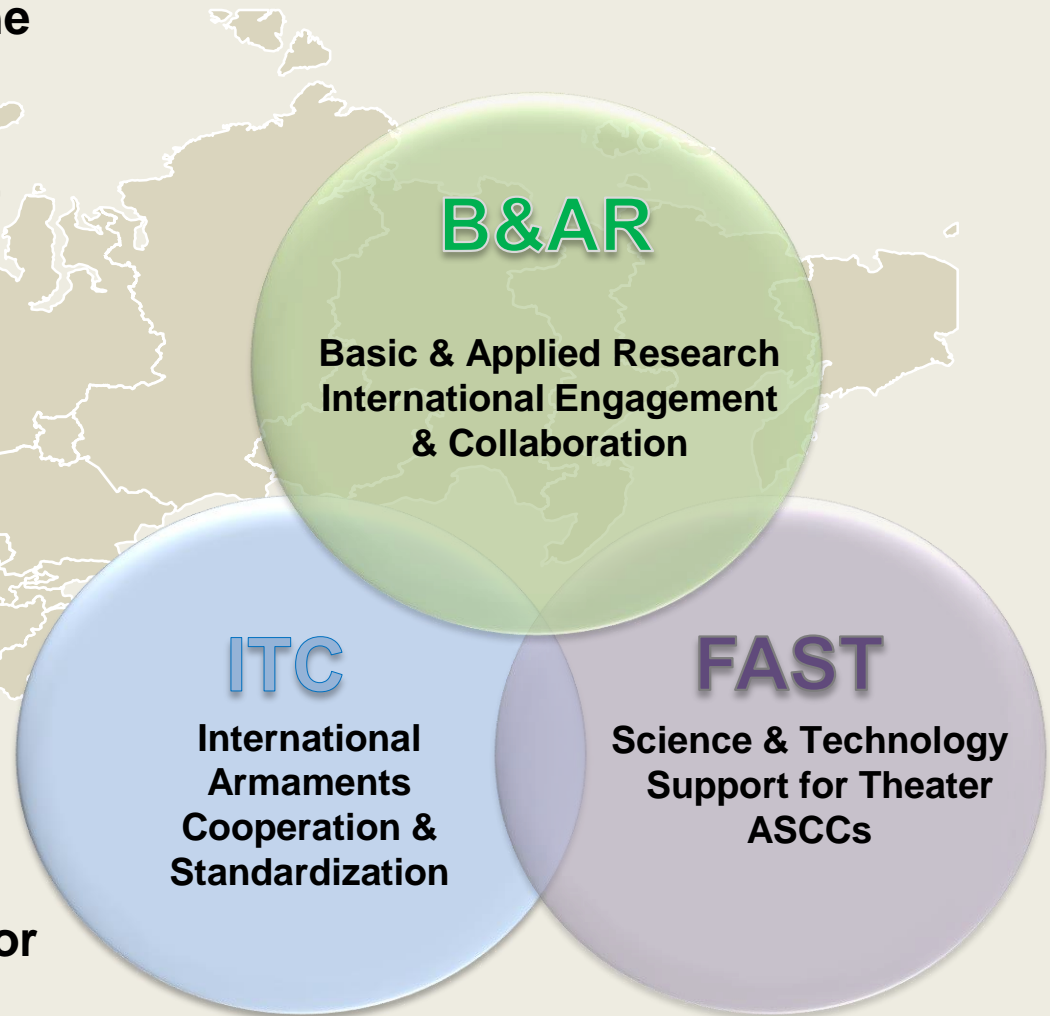 B&AR
Basic & Applied Research
International Engagement
& Collaboration
ITC
International
Armaments
Cooperation &
Standardization
FAST
Science & Technology
Support for Theater
ASCCs